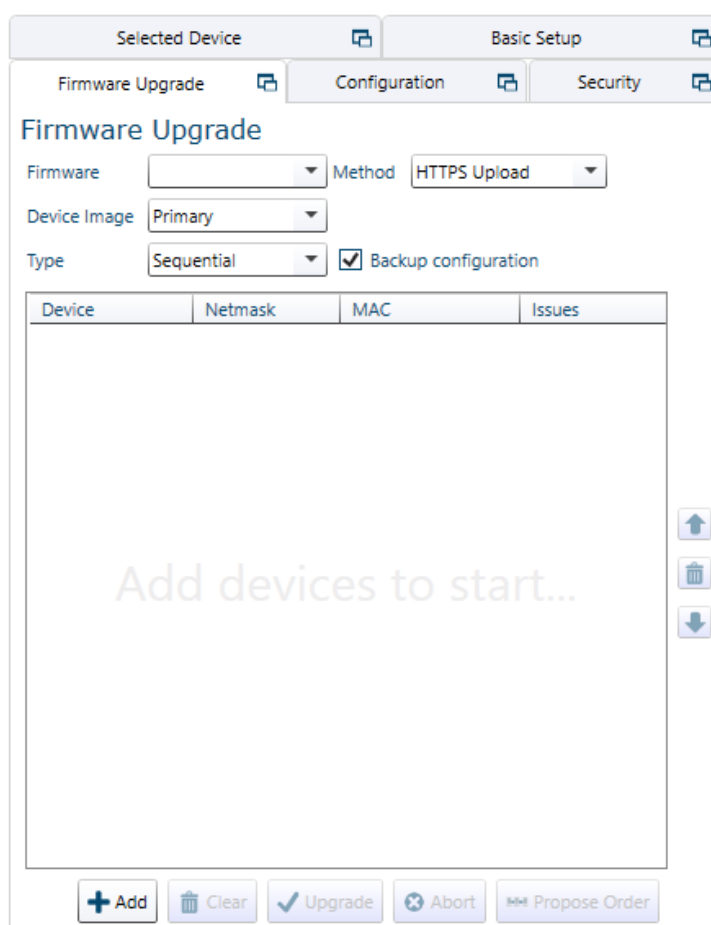 Selected Device Basic Setup
Firmware Upgrade Configuration Security
Firmware Upgrade
Firmware Method HTTPS Upload
Device Image Primary
Type Sequential Backup configuration
Device Netmask MAC Issues
Add devices to start...
Add Clear Upgrade Abort Propose Order